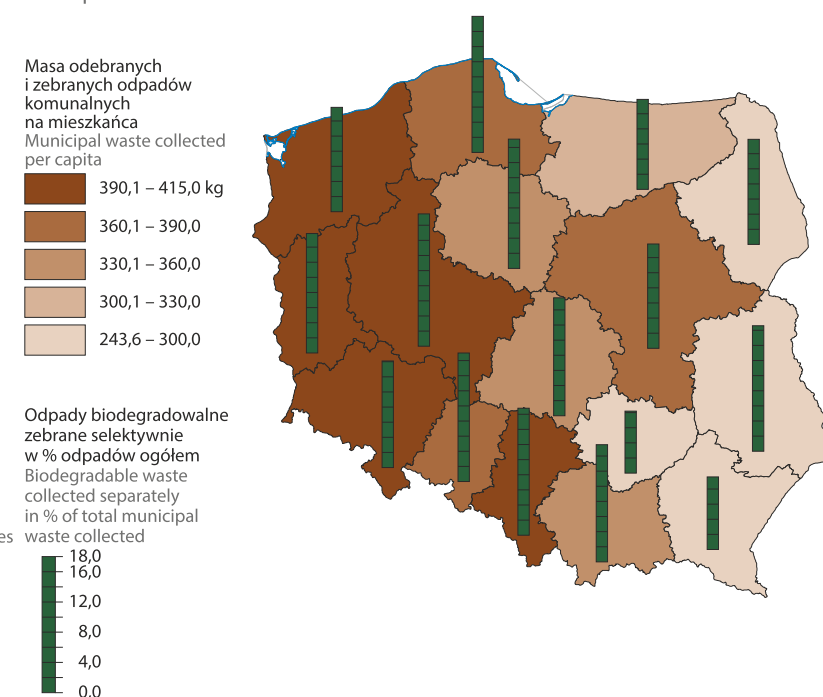 Masa odebranych
i zebranych odpadów
komunalnych
na mieszkańca
Municipal waste collected
per capita
390,1 – 415,0 kg
360,1 – 390,0
330,1 – 360,0
300,1 – 330,0
243,6 – 300,0
Odpady biodegradowalne
zebrane selektywnie
w % odpadów ogółem
Biodegradable waste
collected separately
in % of total municipal
es waste collected
18,0
16,0
12,0
8,0
4,0
0,0